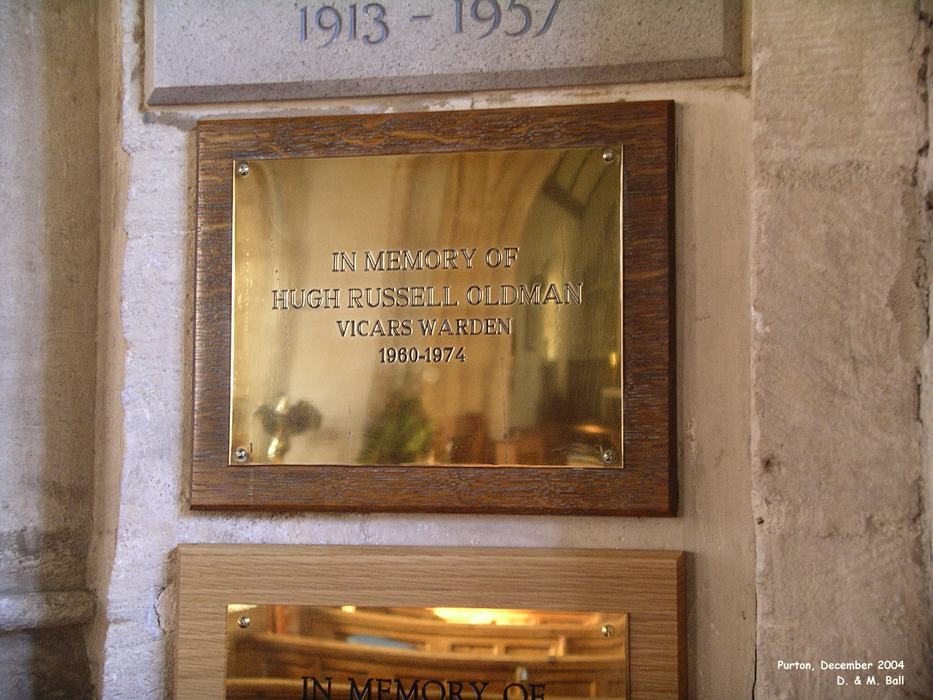 1913 - 1957
IN MEMORY OF
HUGH RUSSELL OLDMAN
VICARS WARDEN
1960-1974
IN MEMORY OF
Purton, December 2004
D. & M. Ball